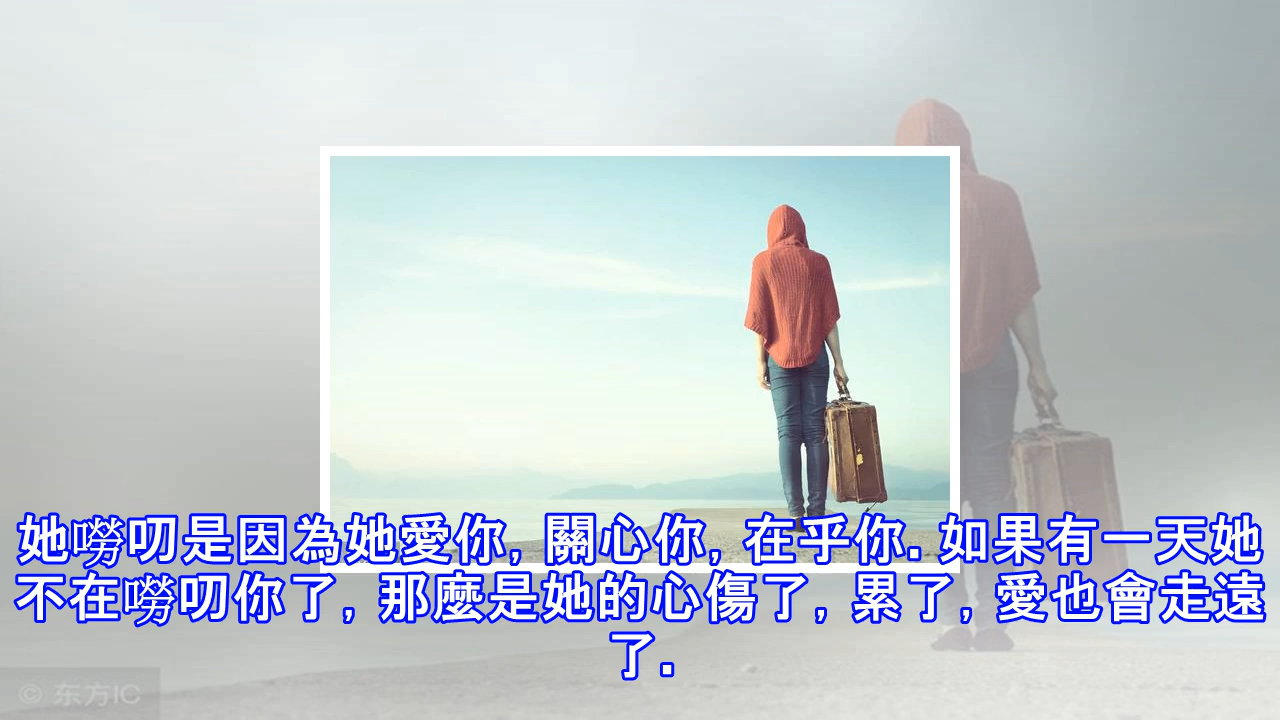 她嘮叨是因為她愛你, 關心你, 在乎你. 如果有一天她
不在嘮叨你了, 那麼是她的心傷了, 累了, 愛也會走遠
了.
© 东方IC